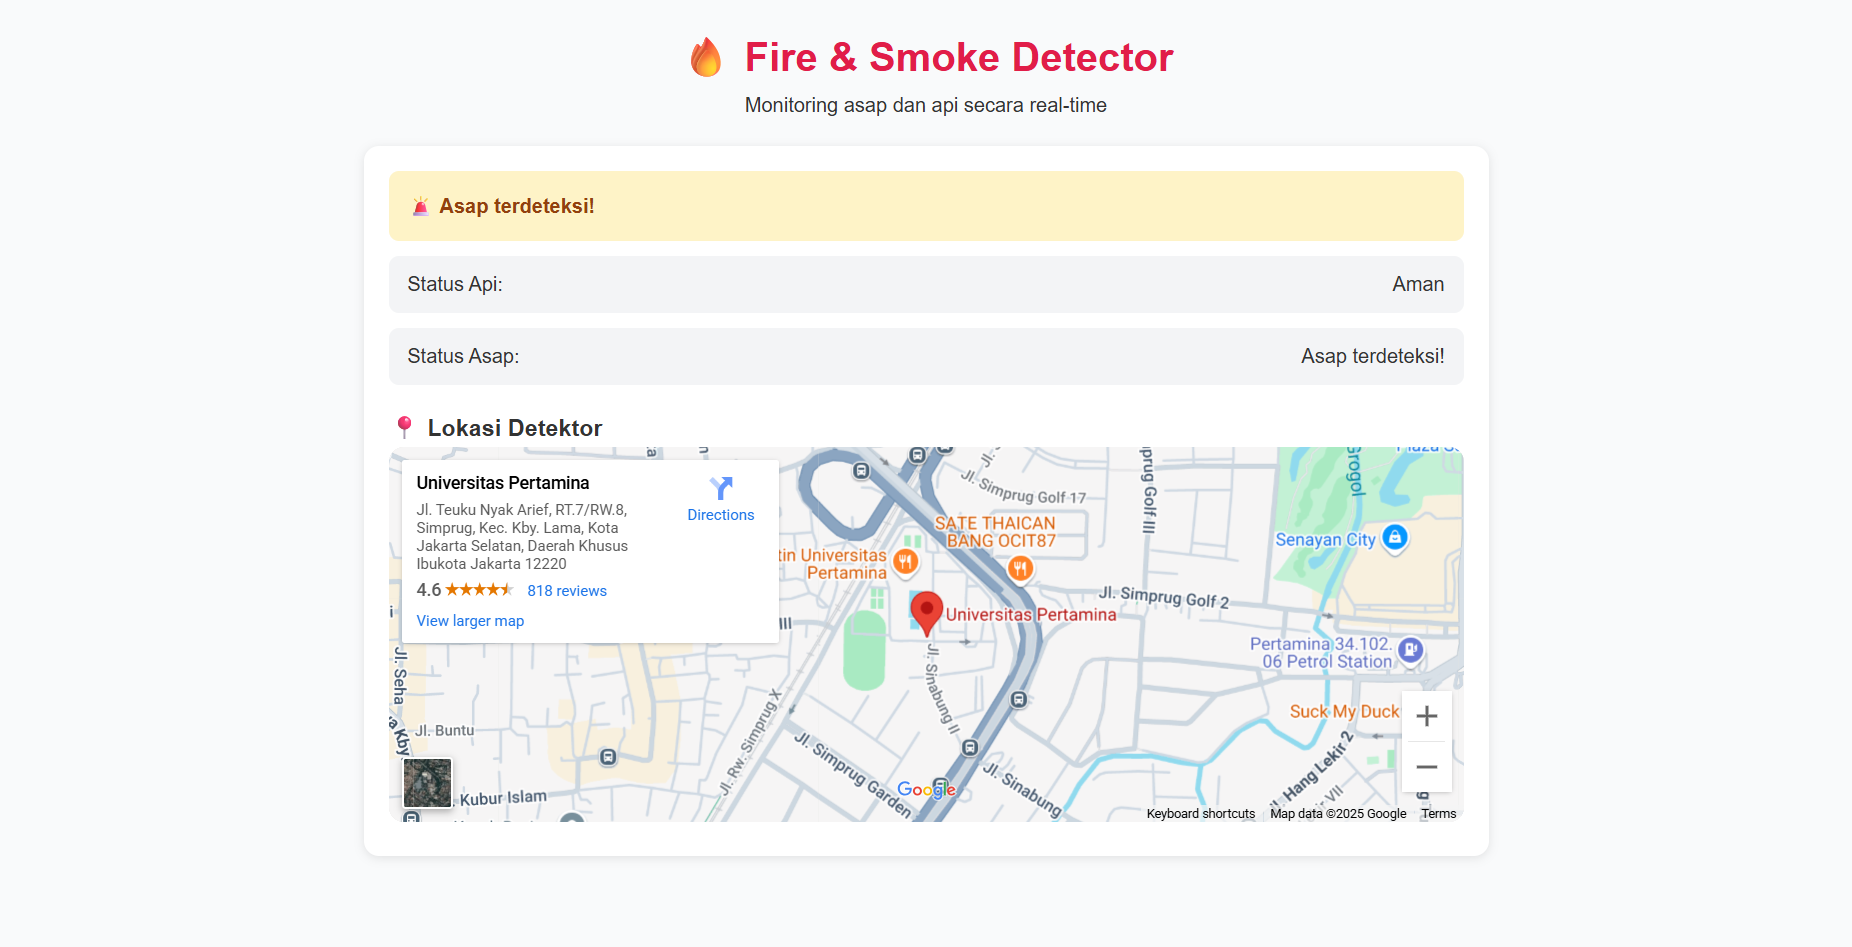 Fire & Smoke Detector
Monitoring asap dan api secara real-time
Asap terdeteksi!
Status Api: Aman
Status Asap: Asap terdeteksi!
Lokasi Detektor
Universitas Pertamina
Directions
Jl. Teuku Nyak Arief, RT.7/RW.8,
Simprug, Kec. Kby. Lama, Kota
Jakarta Selatan, Daerah Khusus
Ibukota Jakarta 12220
4.6 818 reviews
View larger map
Jl. Simprug Golf 17
prug Golf III
Grogol
SATE THAICAN
BANG OCIT87
Senayan City
tin Universitas
Pertamina
Universitas Pertamina
Jl. Simprug Golf 2
III
Pertamina 34.102.
06 Petrol Station
Jl. Seha
Jl. Sinabung II
Jl. Rw. Simprug X
Suck My Duck
Jl. Buntu
a Kby
Jl. Simprug Garden
Jl. Sinabung
Jl. Hang Lekir 2
Kubur Islam
Google
Keyboard shortcuts Map data ©2025 Google Terms